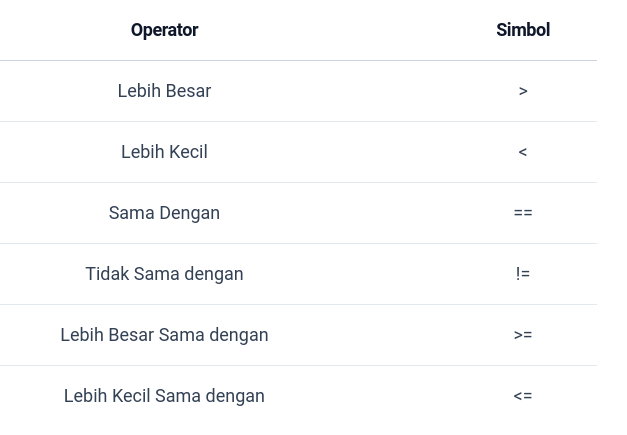 Operator Simbol
Lebih Besar >
Lebih Kecil <
Sama Dengan ==
Tidak Sama dengan !=
Lebih Besar Sama dengan >=
Lebih Kecil Sama dengan <=